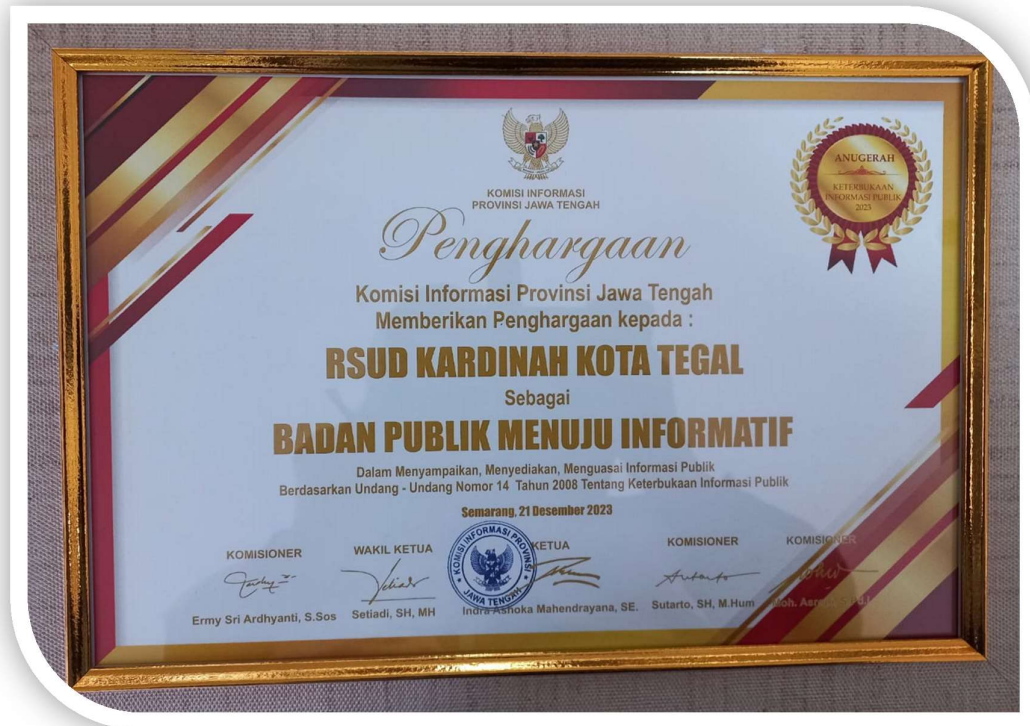 KOMISI INFORMASI
PROVINSI JAWA TENGAH
ANUGERAH
KETERBUKAAN
INFORMASI PUBLIK
2023
Penghargaan
Komisi Informasi Provinsi Jawa Tengah
Memberikan Penghargaan kepada :
RSUD KARDINAH KOTA TEGAL
Sebagai
BADAN PUBLIK MENUJU INFORMATIF
Dalam Menyampaikan, Menyediakan, Menguasai Informasi Publik
Berdasarkan Undang - Undang Nomor 14 Tahun 2008 Tentang Keterbukaan Informasi Publik
Semarang, 21 Desember 2023
KOMISIONER
Ermy Sri Ardhyanti, S.Sos
WAKIL KETUA
Setiadi, SH, MH
KETUA
KOMISI INFORMASI PROVINSI
JAWA TENGAH
Indra Ashoka Mahendrayana, SE.
KOMISIONER
Sutarto, SH, M.Hum
KOMISIONER
Moh.